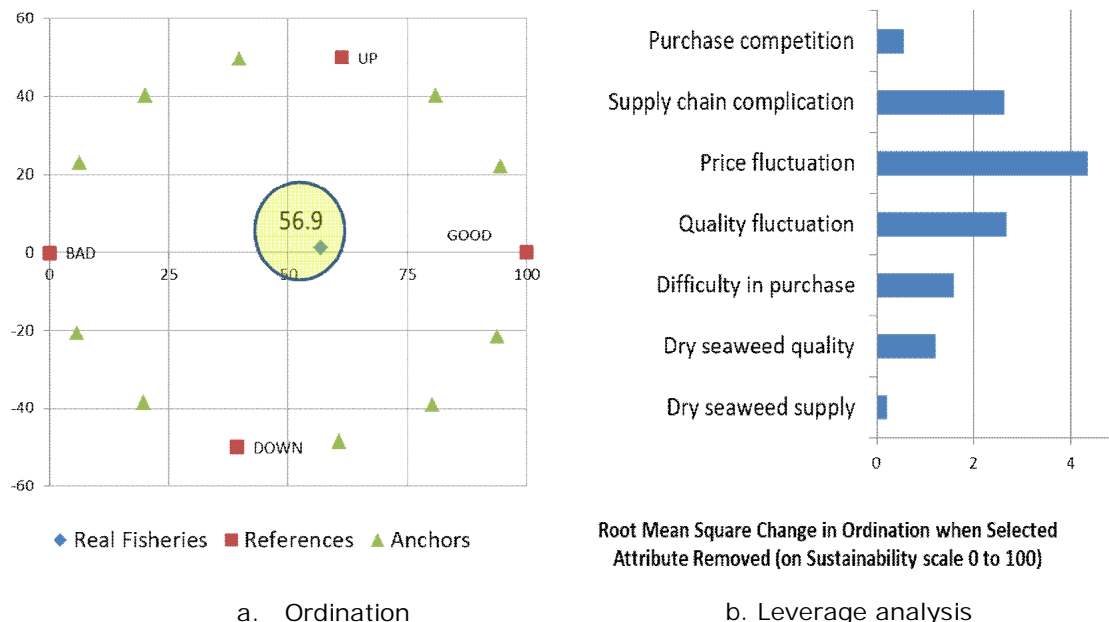 60
40
20
0
-20
-40
-60
UP
56.9
GOOD
BAD
0 25 50 75 100
DOWN
Real Fisheries References Anchors
a. Ordination
Purchase competition
Supply chain complication
Price fluctuation
Quality fluctuation
Difficulty in purchase
Dry seaweed quality
Dry seaweed supply
0 2 4
Root Mean Square Change in Ordination when Selected
Attribute Removed (on Sustainability scale 0 to 100)
b. Leverage analysis